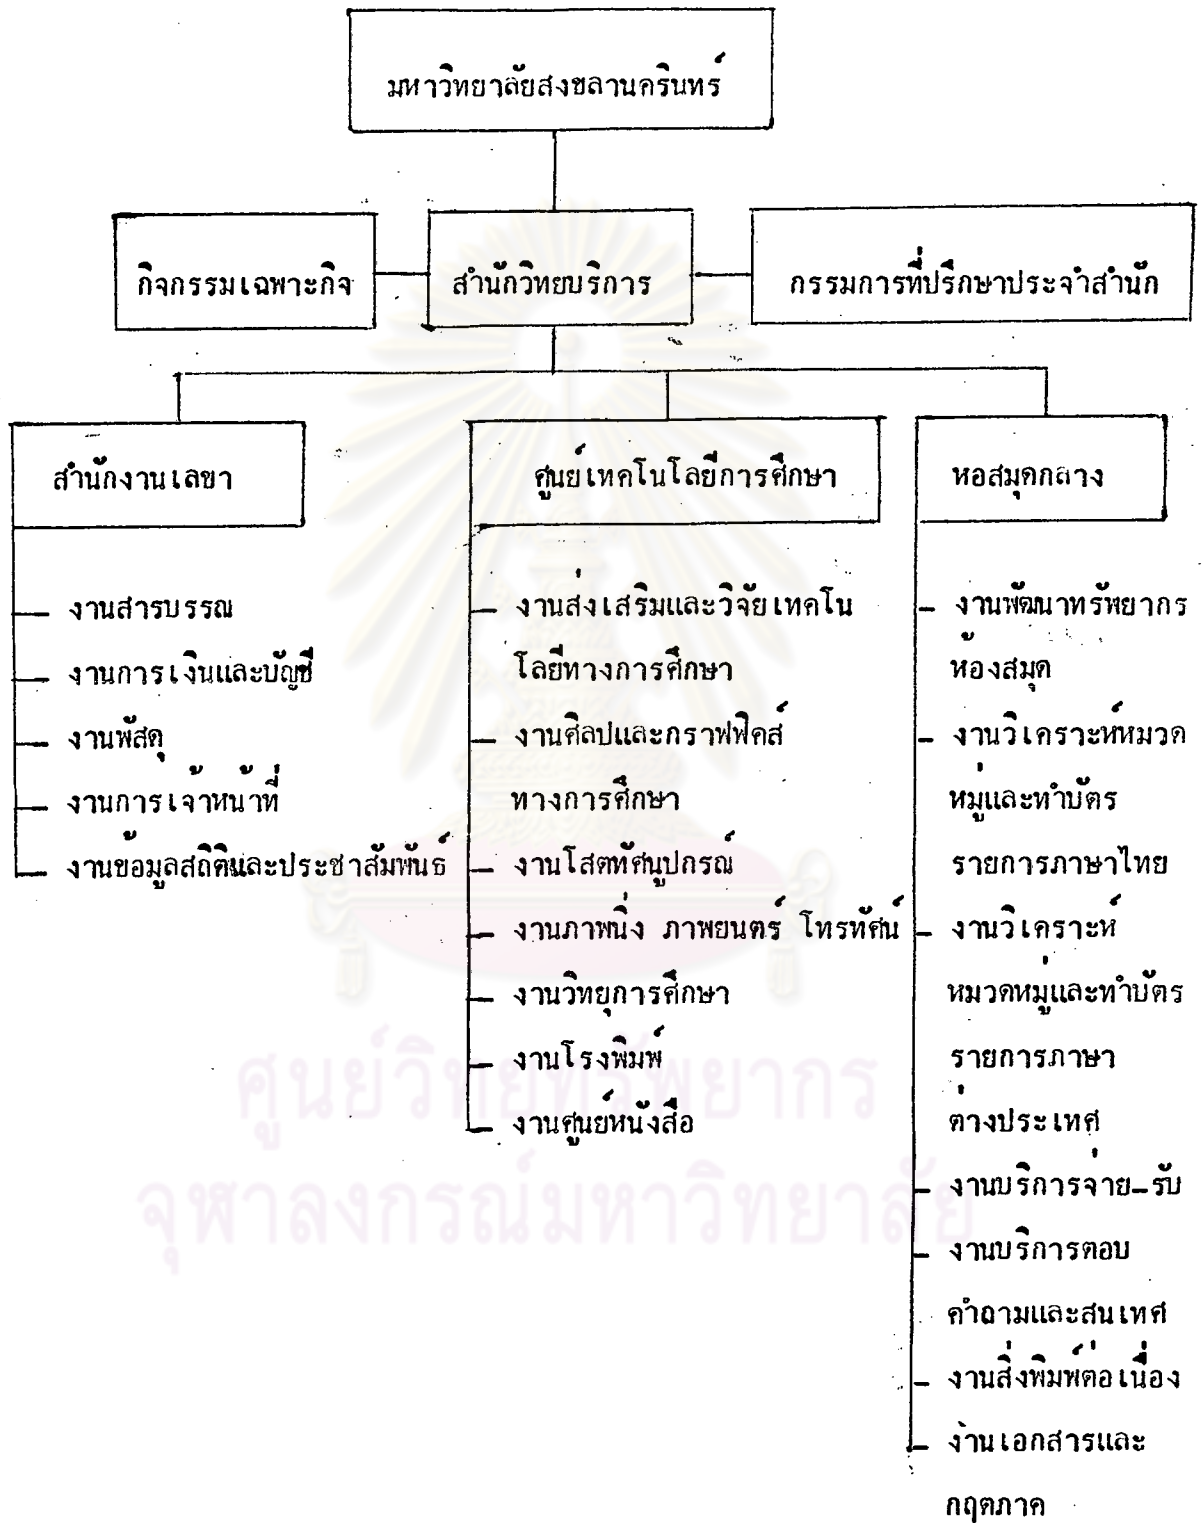 มหาวิทยาลัยสงขลานครินทร์
กิจกรรมเฉพาะกิจ
สำนักวิทยบริการ
กรรมการที่ปรึกษาประจำสำนัก
สำนักงานเลขา
งานสารบรรณ
งานการเงินและบัญชี
งานพัสดุ
งานการเจ้าหน้าที่
งานข้อมูลสถิติและประชาสัมพันธ์
ศูนย์เทคโนโลยีการศึกษา
งานส่งเสริมและวิจัยเทคโน
โลยีทางการศึกษา
งานศิลปและกราฟฟิคส์
ทางการศึกษา
งานโสตทัศนูปกรณ์
งานภาพนิ่ง ภาพยนตร์ โทรทัศน์
งานวิทยุการศึกษา
งานโรงพิมพ์
งานศูนย์หนังสือ
หอสมุดกลาง
งานพัฒนาทรัพยากร
ห้องสมุด
งานวิเคราะห์หมวด
หมู่และทำบัตร
รายการภาษาไทย
งานวิเคราะห์
หมวดหมู่และทำบัตร
รายการภาษา
ต่างประเทศ
งานบริการจ่าย-รับ
งานบริการตอบ
คำถามและสนเทศ
งานสิ่งพิมพ์ต่อเนื่อง
งานเอกสารและ
กฤตภาค
ศูนย์วิทยทรัพยากร
จุฬาลงกรณ์มหาวิทยาลัย